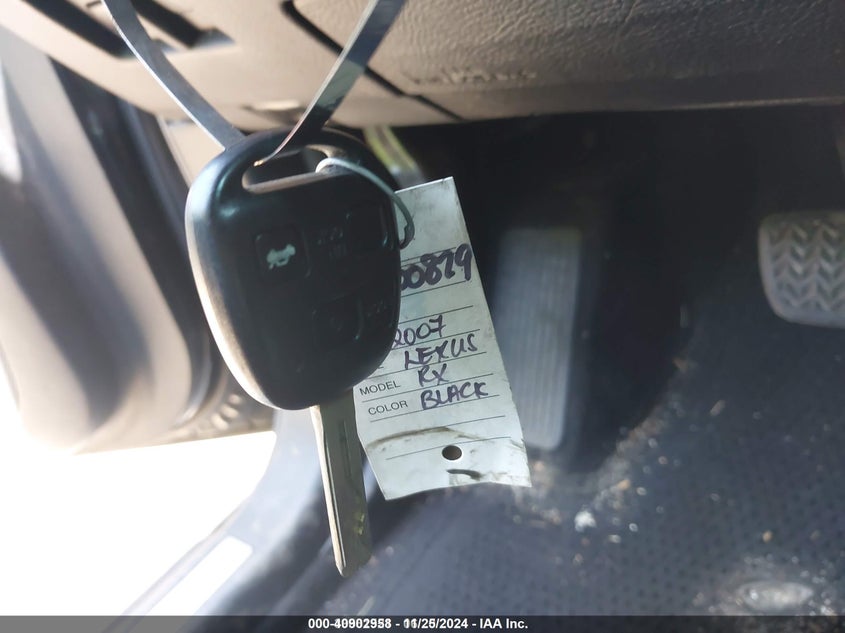 00879
2007
LEXUS
MODEL RX
COLOR BLACK
000-40902958 - 11/25/2024 - IAA Inc.